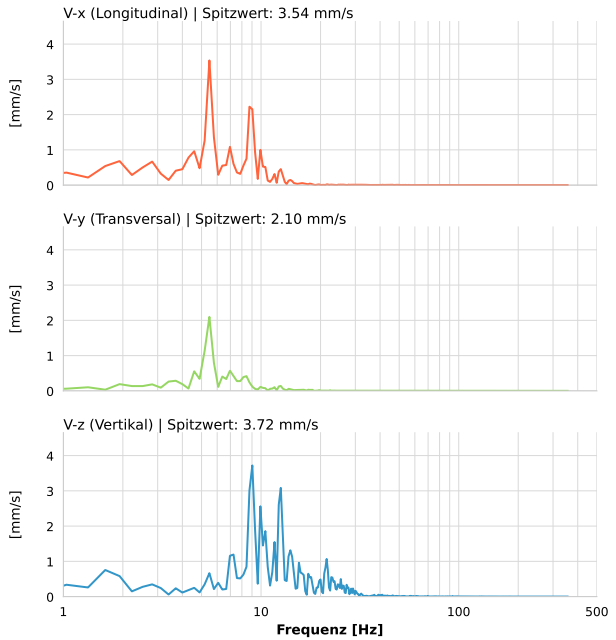 V-x (Longitudinal) | Spitzwert: 3.54 mm/s
4
3
2
1
0
[mm/s]
V-y (Transversal) | Spitzwert: 2.10 mm/s
4
3
2
1
0
[mm/s]
V-z (Vertikal) | Spitzwert: 3.72 mm/s
4
3
2
1
0
[mm/s]
1 10 100 500
Frequenz [Hz]